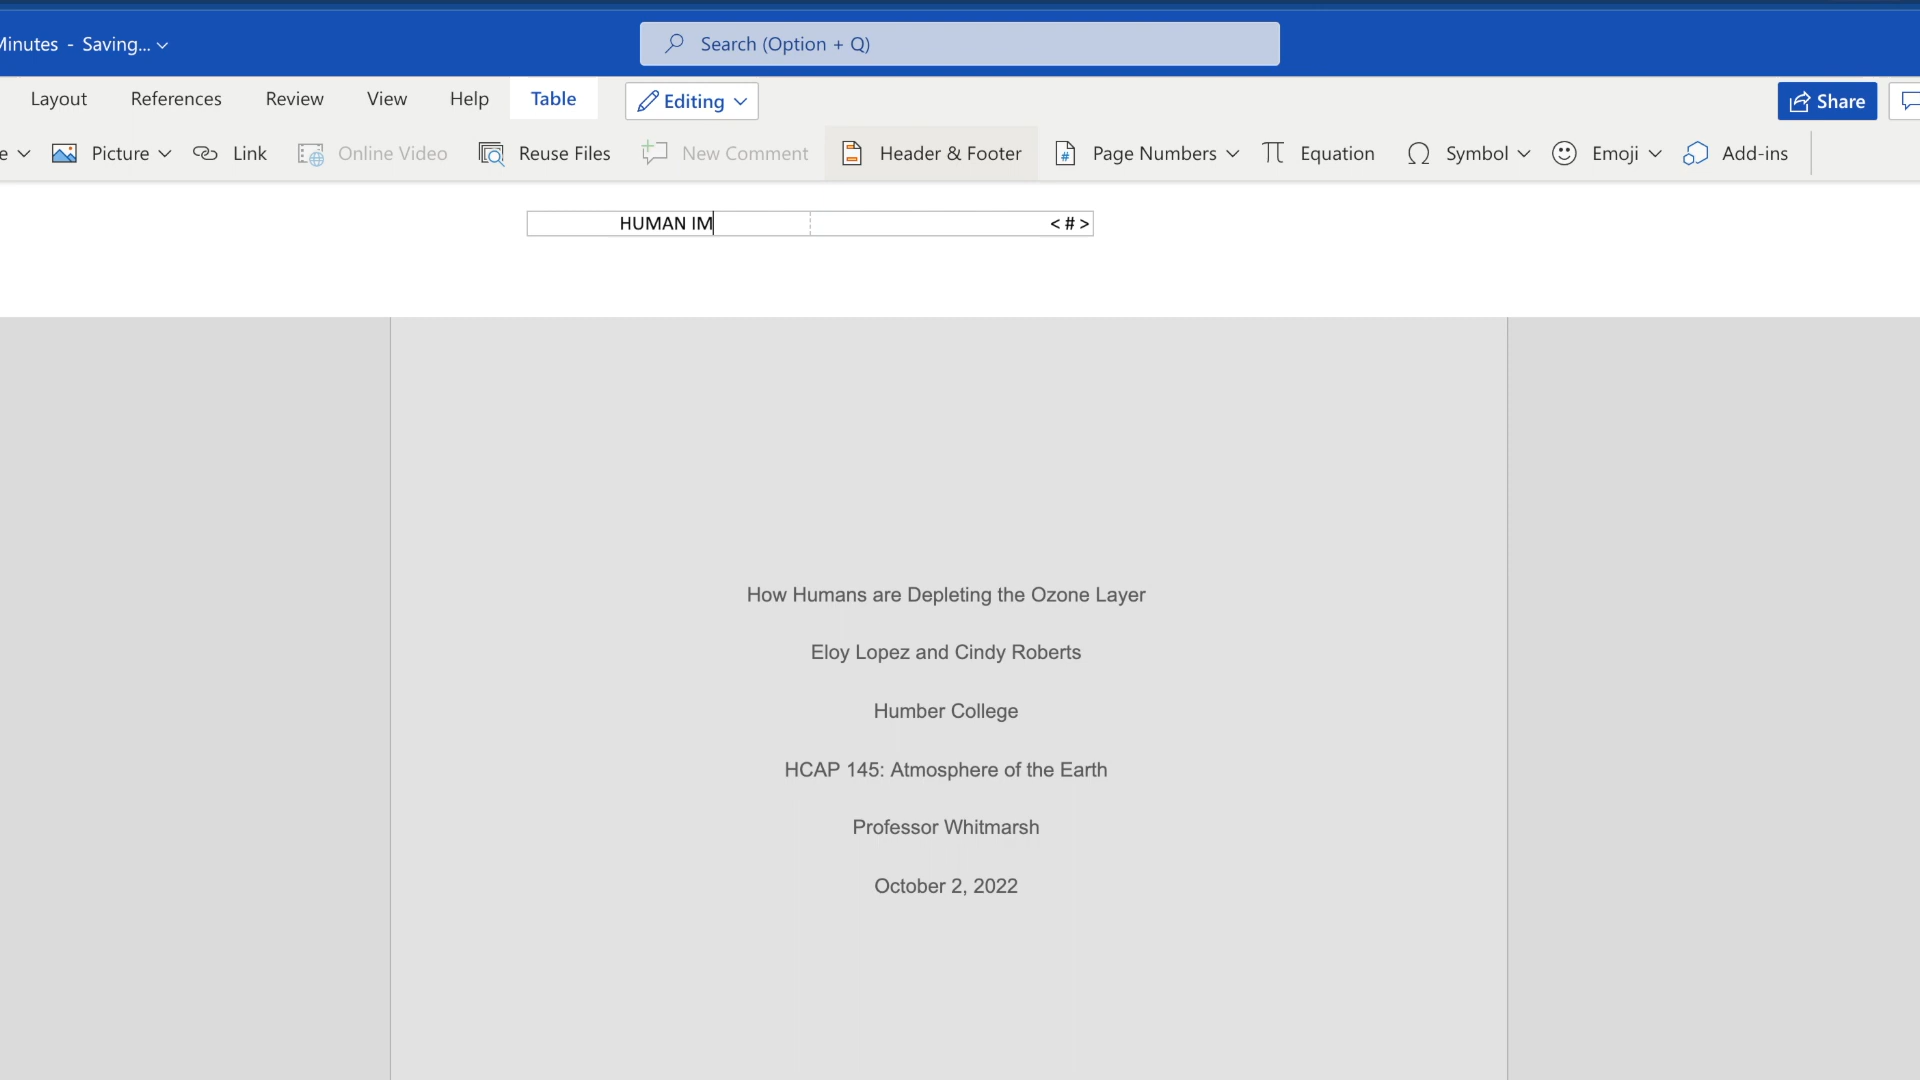 Minutes - Saving...
Search (Option + Q)
Layout References Review View Help Table Editing Share
e Picture Link Online Video Reuse Files New Comment Header & Footer # Page Numbers Equation Symbol Emoji Add-ins
HUMAN IM < # >
How Humans are Depleting the Ozone Layer
Eloy Lopez and Cindy Roberts
Humber College
HCAP 145: Atmosphere of the Earth
Professor Whitmarsh
October 2, 2022